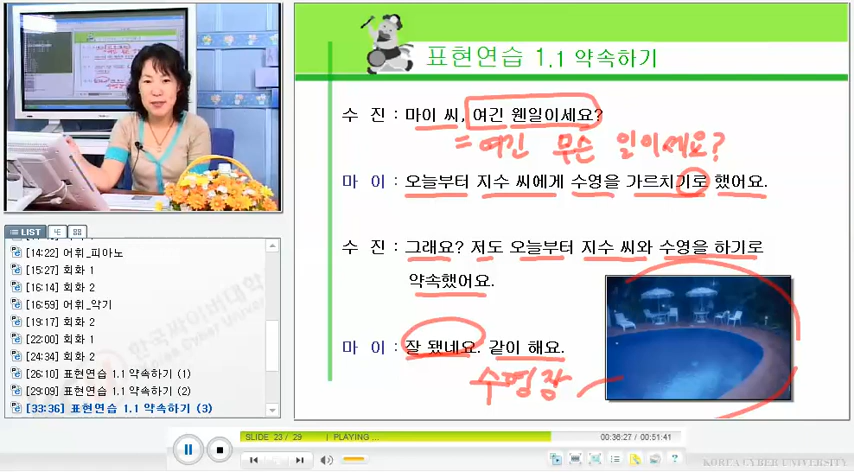 표현연습 1.1 약속하기
수 진 : 마이 씨, 여긴 웬일이세요?
= 여긴 무슨 일이세요?
마 이 : 오늘부터 지수 씨에게 수영을 가르치기로 했어요.
수 진 : 그래요? 저도 오늘부터 지수 씨와 수영을 하기로
약속했어요.
마 이 : 잘 됐네요. 같이 해요.
수영장
LIST
[14:22] 어휘_피아노
[15:27] 회화 1
[16:14] 회화 2
[16:59] 어휘_악기
[19:17] 회화 2
[22:00] 회화 1
[24:34] 회화 2
[26:10] 표현연습 1.1 약속하기 (1)
[29:09] 표현연습 1.1 약속하기 (2)
[33:36] 표현연습 1.1 약속하기 (3)
SLIDE 23 / 29 | PLAYING ...
00:36:27 / 00:51:41
KOREA CYBER UNIVERSITY